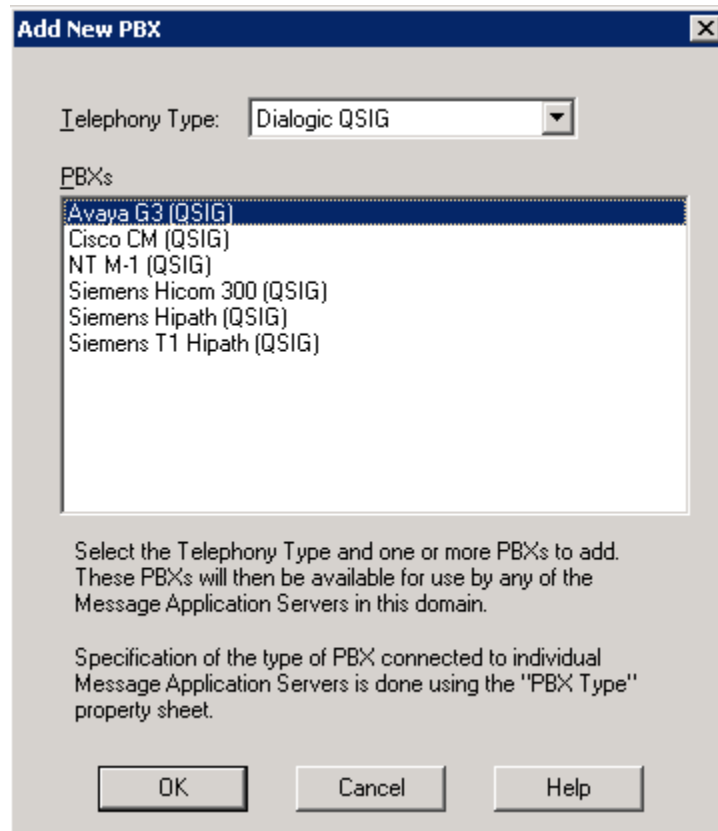 Add New PBX
Telephony Type: Dialogic QSIG
PBXs
Avaya G3 (QSIG)
Cisco CM (QSIG)
NT M-1 (QSIG)
Siemens Hicom 300 (QSIG)
Siemens Hipath (QSIG)
Siemens T1 Hipath (QSIG)
Select the Telephony Type and one or more PBXs to add.
These PBXs will then be available for use by any of the
Message Application Servers in this domain.
Specification of the type of PBX connected to individual
Message Application Servers is done using the "PBX Type"
property sheet.
OK Cancel Help